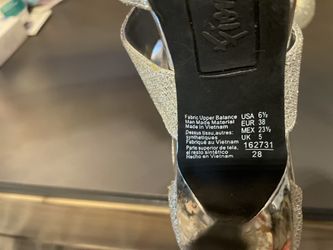 Fabric Upper Balance
Man Made Material
Made in Vietnam
Dessus tissu, autres:
synthetiques
Fabriqué au Vietnam
Parte superior de tela,
el resto sintético
Hecho en Vietnam
USA 6½
EUR 38
MEX 23½
UK 5
162731
28